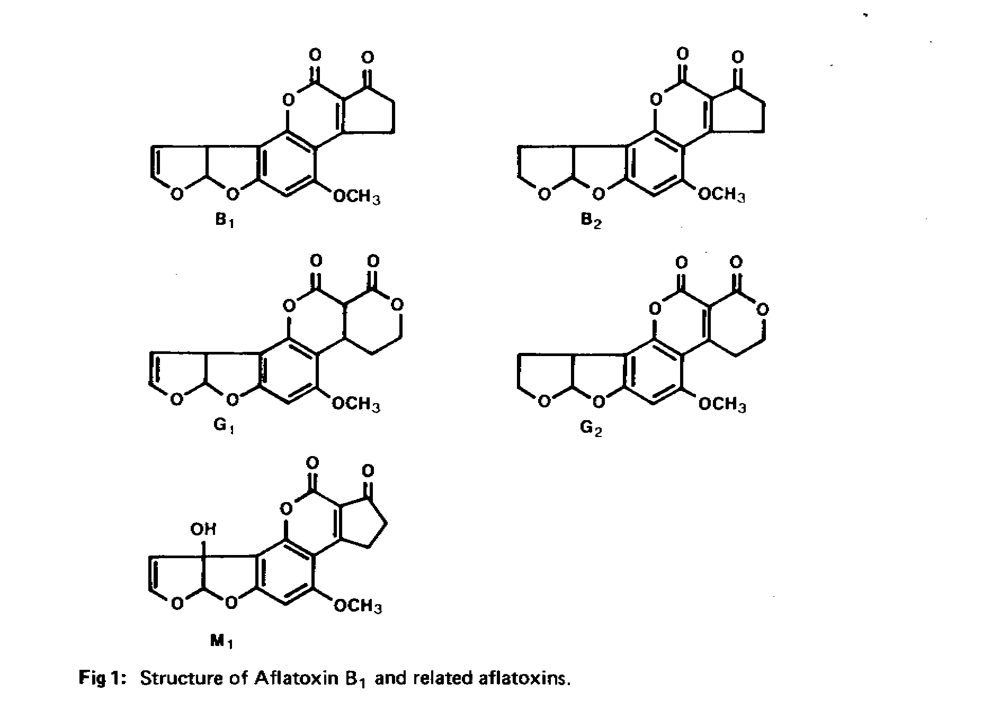 O O
O
O O OCH3
B1
O O
O
O O OCH3
B2
O O
O O
O O OCH3
G1
O O
O O
O O OCH3
G2
O O
O
OH
O O OCH3
M1
Fig 1: Structure of Aflatoxin B1 and related aflatoxins.